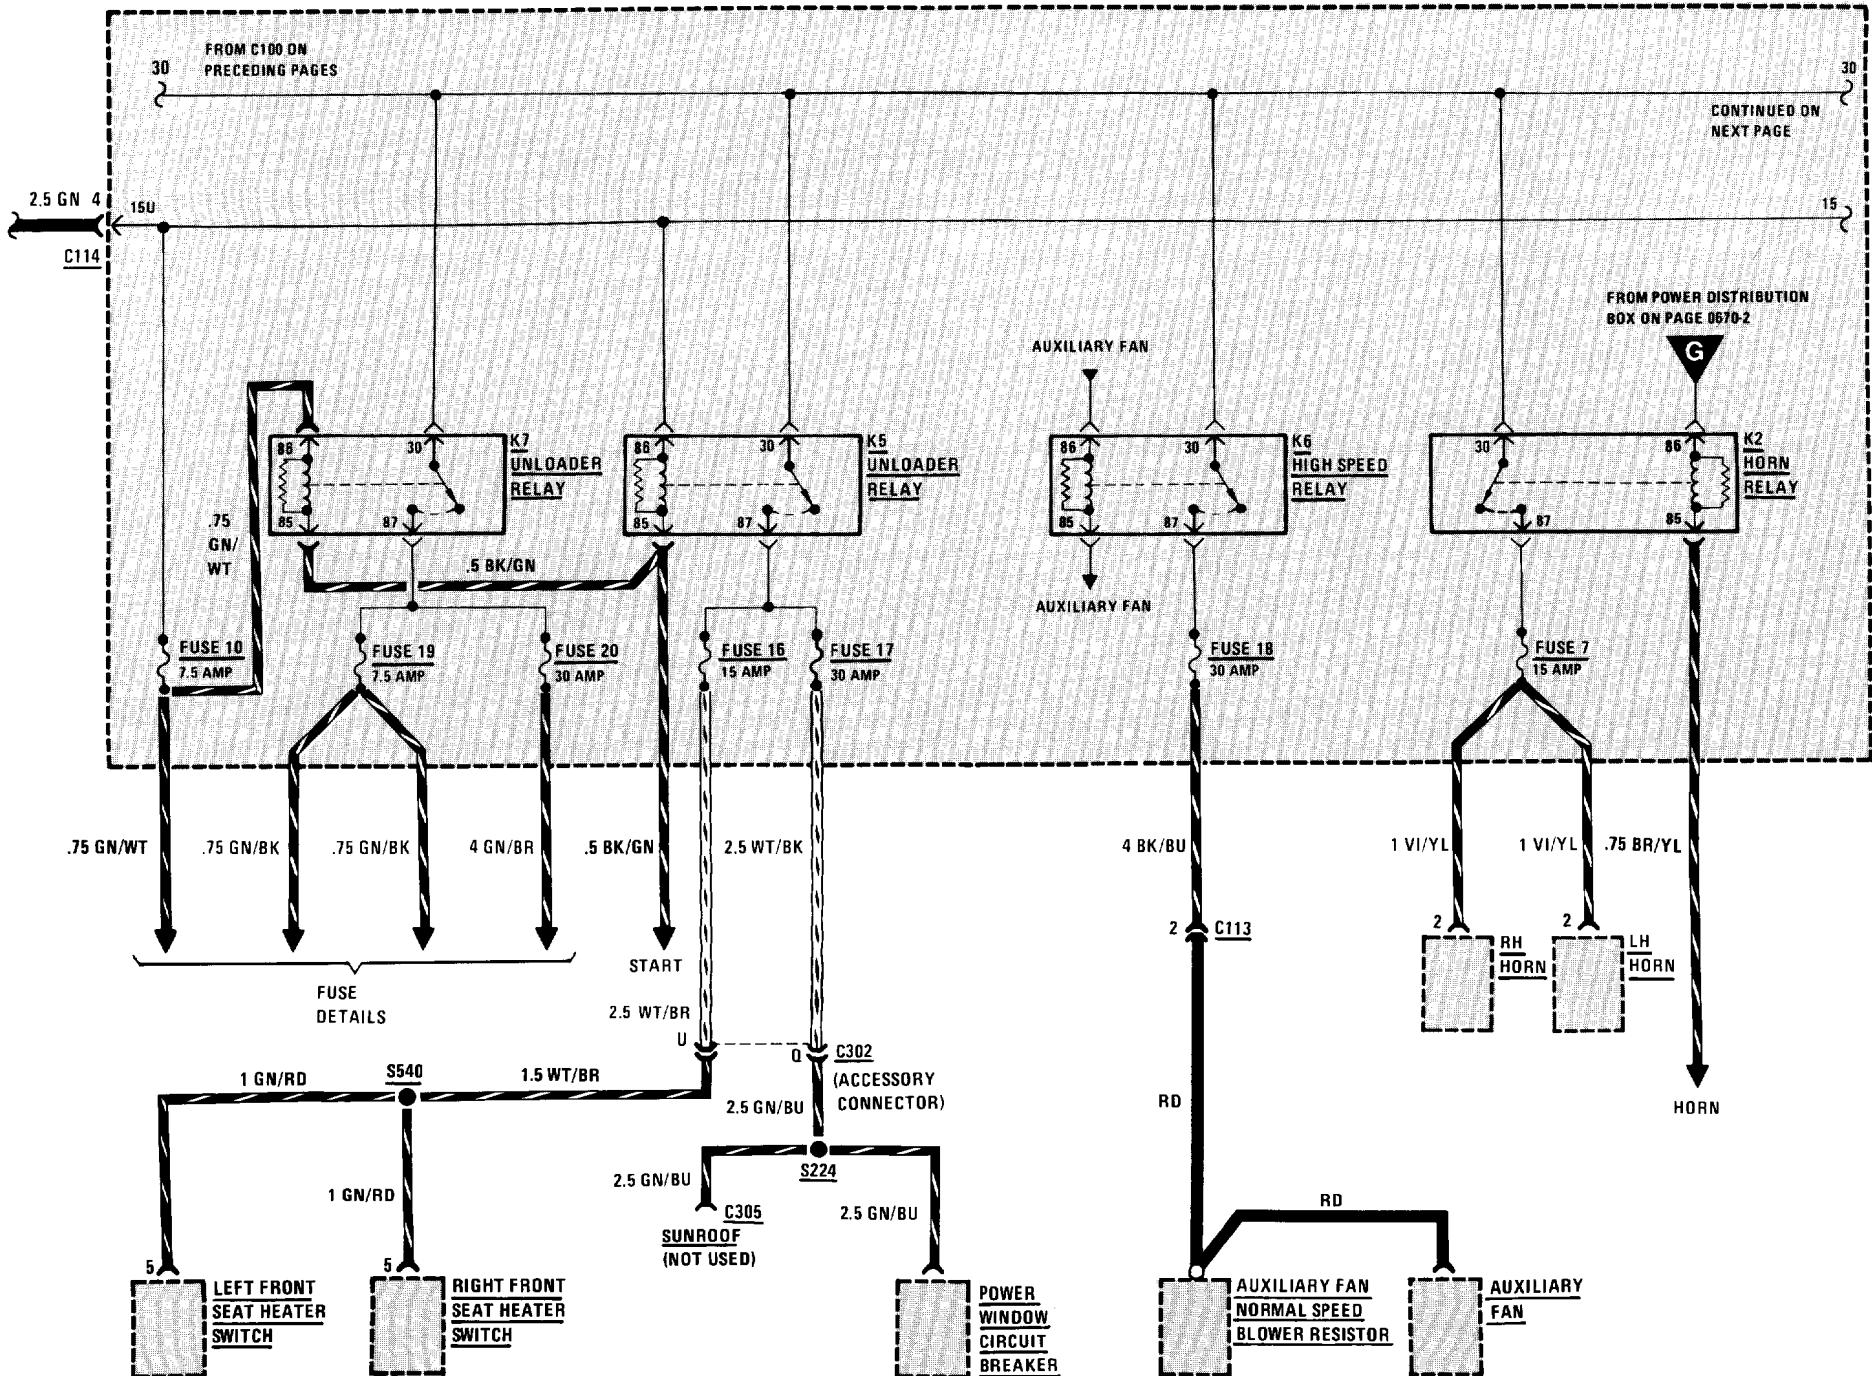 FROM C100 ON
PRECEDING PAGES
30
30
CONTINUED ON
NEXT PAGE
2.5 GN 4
15U
15
C114
FROM POWER DISTRIBUTION
BOX ON PAGE 0670-2
G
AUXILIARY FAN
86
30
K7
UNLOADER
RELAY
85
87
86
30
K5
UNLOADER
RELAY
85
87
86
30
K6
HIGH SPEED
RELAY
85
87
30
86
K2
HORN
RELAY
87
85
.75
GN/
WT
.5 BK/GN
AUXILIARY FAN
FUSE 10
7.5 AMP
FUSE 19
7.5 AMP
FUSE 20
30 AMP
FUSE 16
15 AMP
FUSE 17
30 AMP
FUSE 18
30 AMP
FUSE 7
15 AMP
.75 GN/WT
.75 GN/BK
.75 GN/BK
4 GN/BR
.5 BK/GN
2.5 WT/BK
4 BK/BU
1 VI/YL
1 VI/YL
.75 BR/YL
2
C113
2
RH
HORN
2
LH
HORN
START
FUSE
DETAILS
2.5 WT/BR
U
Q
C302
(ACCESSORY
CONNECTOR)
1 GN/RD
S540
1.5 WT/BR
2.5 GN/BU
RD
HORN
S224
2.5 GN/BU
1 GN/RD
C305
SUNROOF
(NOT USED)
2.5 GN/BU
RD
5
LEFT FRONT
SEAT HEATER
SWITCH
5
RIGHT FRONT
SEAT HEATER
SWITCH
POWER
WINDOW
CIRCUIT
BREAKER
AUXILIARY FAN
NORMAL SPEED
BLOWER RESISTOR
AUXILIARY
FAN